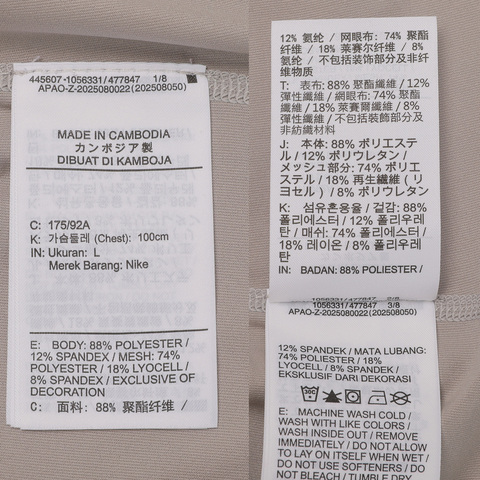 445607-1056331/477847 1/8
APAO-Z-2025080022(202508050)
MADE IN CAMBODIA
カンボジア製
DIBUAT DI KAMBOJA
C: 175/92A
K: 가슴둘레 (Chest): 100cm
IN: Ukuran: L
Merek Barang: Nike
E: BODY: 88% POLYESTER /
12% SPANDEX / MESH: 74%
POLYESTER / 18% LYOCELL /
8% SPANDEX / EXCLUSIVE OF
DECORATION
C: 面料: 88% 聚酯纤维 /
12% 氨纶 / 网眼布: 74% 聚酯
纤维 / 18% 莱赛尔纤维 / 8%
氨纶 / 不包括装饰部分及非纤
维物质
T: 表布: 88% 聚酯纖維 / 12%
彈性纖維 / 網眼布: 74% 聚酯
纖維 / 18% 萊賽爾纖維 / 8%
彈性纖維 / 不包括裝飾部分及
非紡織材料
J: 本体: 88% ポリエステ
ル / 12% ポリウレタン /
メッシュ部分: 74% ポリエ
ステル / 18% 再生繊維 (リ
ヨセル) / 8% ポリウレタン
K: 섬유혼용율 / 겉감: 88%
폴리에스터 / 12% 폴리우레
탄 / 매쉬: 74% 폴리에스터 /
18% 레이온 / 8% 폴리우레
탄
IN: BADAN: 88% POLIESTER /
1056331/477847 3/8
(202508050)
12% SPANDEK / MATA LUBANG:
74% POLIESTER / 18%
LYOCELL / 8% SPANDEK /
EKSKLUSIF DARI DEKORASI
30C
E: MACHINE WASH COLD /
WASH WITH LIKE COLORS /
WASH INSIDE OUT / REMOVE
IMMEDIATELY / DO NOT ALLOW
TO LAY ON ITSELF WHEN WET /
DO NOT USE SOFTENERS / DO
NOT BLEACH / TUMBLE DRY